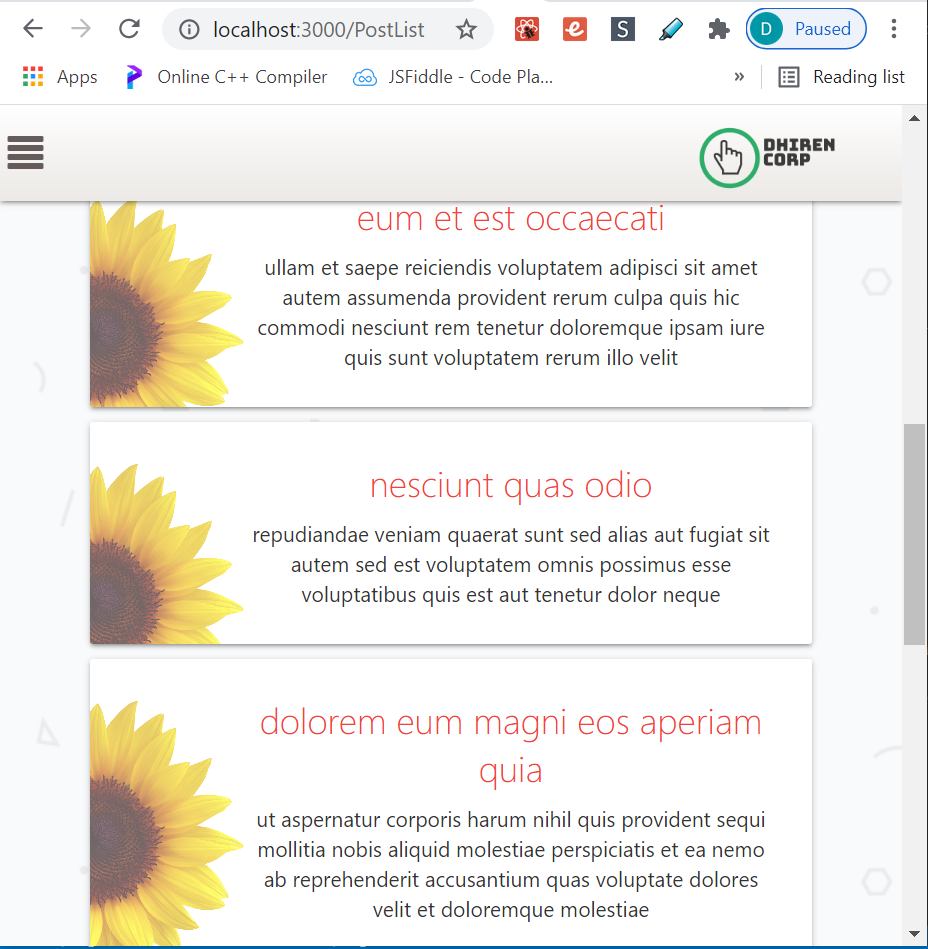 localhost:3000/PostList
S
D
Paused
Apps
Online C++ Compiler
JSFiddle - Code Pla...
»
Reading list
DHIREN
CORP
eum et est occaecati
ullam et saepe reiciendis voluptatem adipisci sit amet
autem assumenda provident rerum culpa quis hic
commodi nesciunt rem tenetur doloremque ipsam iure
quis sunt voluptatem rerum illo velit
nesciunt quas odio
repudiandae veniam quaerat sunt sed alias aut fugiat sit
autem sed est voluptatem omnis possimus esse
voluptatibus quis est aut tenetur dolor neque
dolorem eum magni eos aperiam
quia
ut aspernatur corporis harum nihil quis provident sequi
mollitia nobis aliquid molestiae perspiciatis et ea nemo
ab reprehenderit accusantium quas voluptate dolores
velit et doloremque molestiae